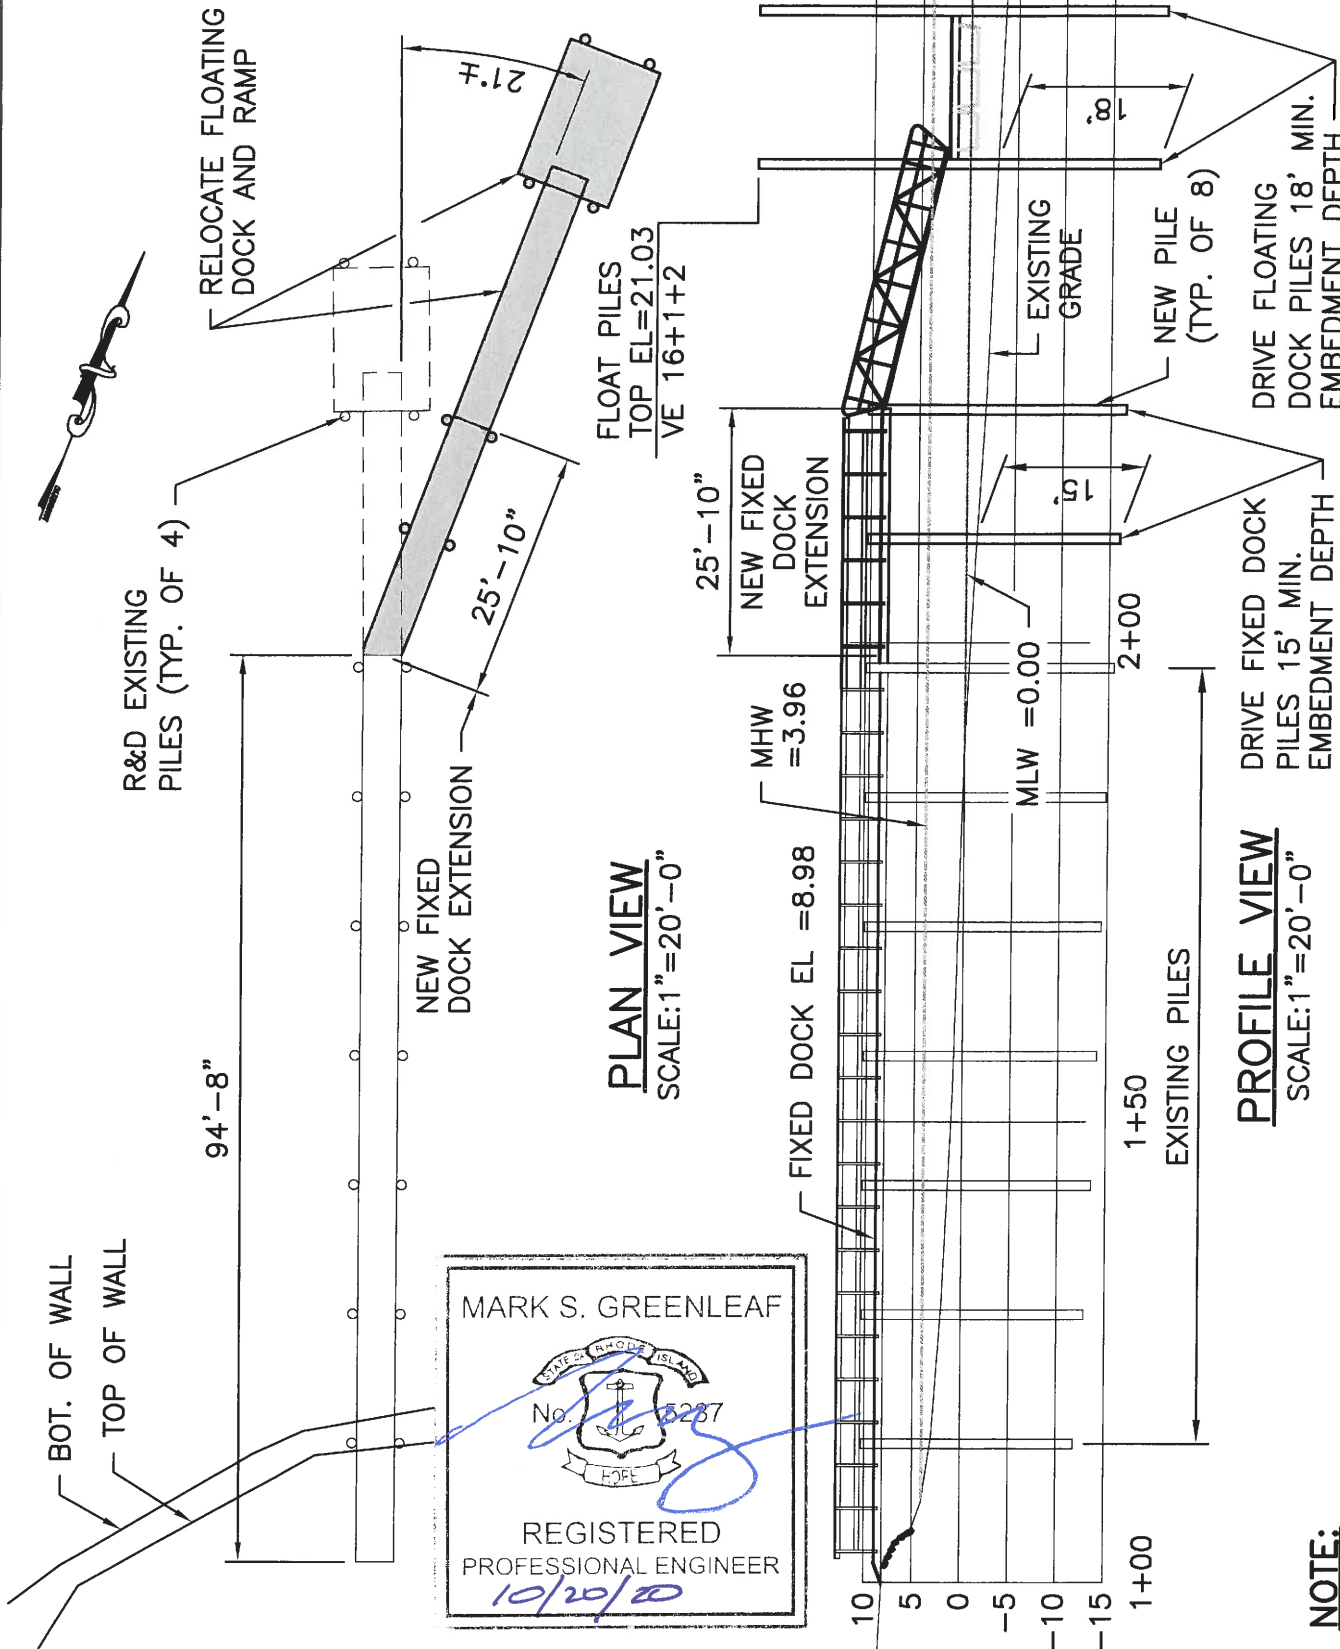 RELOCATE FLOATING
DOCK AND RAMP
21°±
R&D EXISTING
PILES (TYP. OF 4)
25'-10"
94'-8"
NEW FIXED
DOCK EXTENSION
BOT. OF WALL
TOP OF WALL
PLAN VIEW
SCALE:1"=20'-0"
FLOAT PILES
TOP EL=21.03
VE 16+1+2
25'-10"
NEW FIXED
DOCK
EXTENSION
MHW
=3.96
FIXED DOCK EL =8.98
MLW =0.00
EXISTING
GRADE
18'
15'
NEW PILE
(TYP. OF 8)
DRIVE FLOATING
DOCK PILES 18' MIN.
EMBEDMENT DEPTH
DRIVE FIXED DOCK
PILES 15' MIN.
EMBEDMENT DEPTH
10
5
0
-5
-10
-15
1+00
1+50
2+00
EXISTING PILES
PROFILE VIEW
SCALE:1"=20'-0"
NOTE:
MARK S. GREENLEAF
STATE OF RHODE ISLAND
No. 5237
HOPE
REGISTERED
PROFESSIONAL ENGINEER
10/20/20